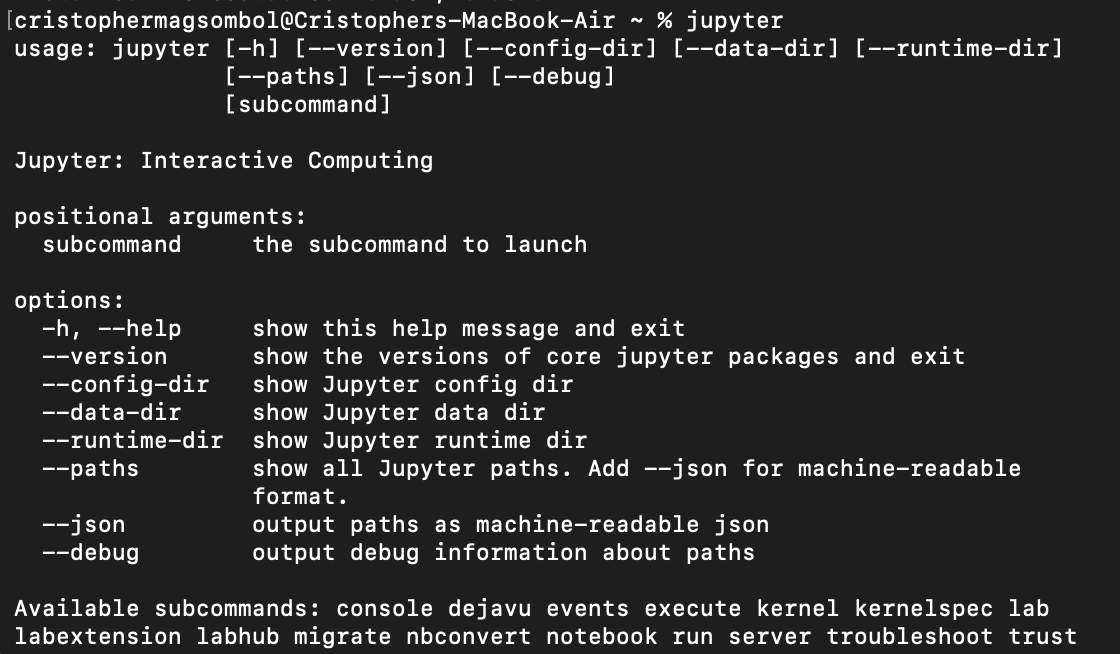 [cristophermagsombol@Cristophers-MacBook-Air ~ % jupyter
usage: jupyter [-h] [--version] [--config-dir] [--data-dir] [--runtime-dir]
               [--paths] [--json] [--debug]
               [subcommand]

Jupyter: Interactive Computing

positional arguments:
  subcommand     the subcommand to launch

options:
  -h, --help     show this help message and exit
  --version      show the versions of core jupyter packages and exit
  --config-dir   show Jupyter config dir
  --data-dir     show Jupyter data dir
  --runtime-dir  show Jupyter runtime dir
  --paths        show all Jupyter paths. Add --json for machine-readable
                 format.
  --json         output paths as machine-readable json
  --debug        output debug information about paths

Available subcommands: console dejavu events execute kernel kernelspec lab
labextension labhub migrate nbconvert notebook run server troubleshoot trust